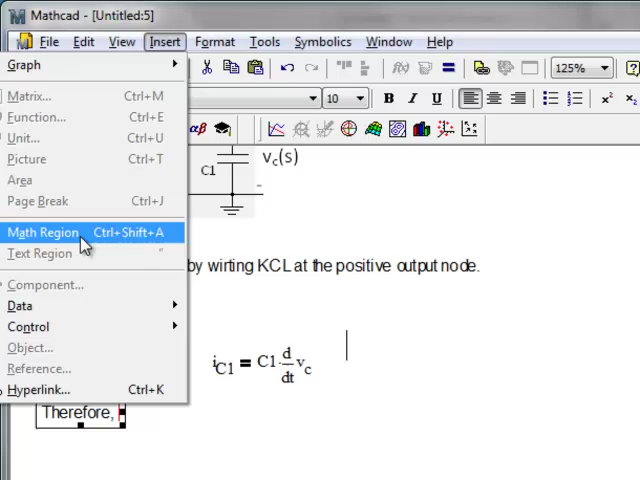 Mathcad - [Untitled:5]
File Edit View Insert Format Tools Symbolics Window Help
Graph
125%
Matrix... Ctrl+M
10 B I U
Function... Ctrl+E
Unit... Ctrl+U
αβ
Picture Ctrl+T
C1 vc(s)
Area
Page Break Ctrl+J
Math Region Ctrl+Shift+A
Text Region "
by wirting KCL at the positive output node.
Component...
Data
Control
Object...
iC1 = C1·d/dt vc
Reference...
Hyperlink... Ctrl+K
Therefore,